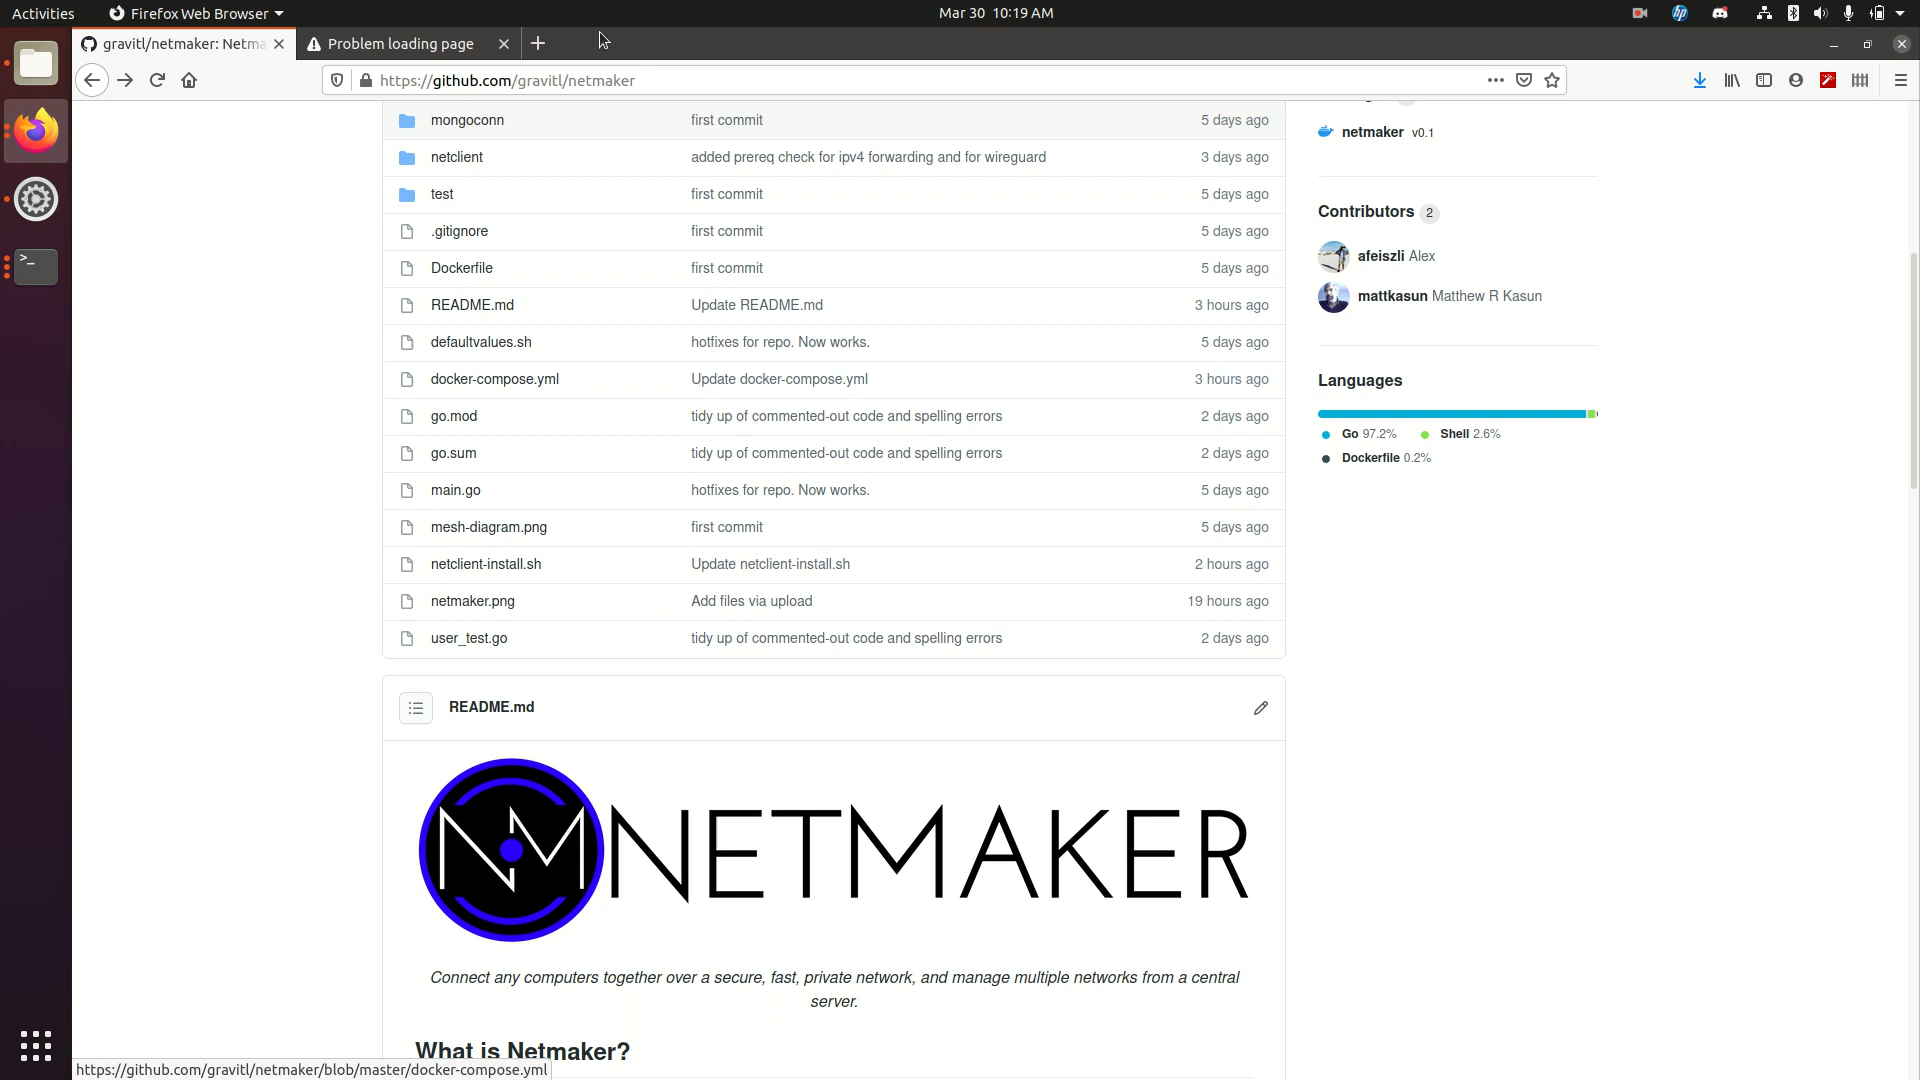 Activities
Firefox Web Browser
Mar 30 10:19 AM
gravitl/netmaker: Netma
Problem loading page
https://github.com/gravitl/netmaker
mongoconn first commit 5 days ago
netclient added prereq check for ipv4 forwarding and for wireguard 3 days ago
test first commit 5 days ago
.gitignore first commit 5 days ago
Dockerfile first commit 5 days ago
README.md Update README.md 3 hours ago
defaultvalues.sh hotfixes for repo. Now works. 5 days ago
docker-compose.yml Update docker-compose.yml 3 hours ago
go.mod tidy up of commented-out code and spelling errors 2 days ago
go.sum tidy up of commented-out code and spelling errors 2 days ago
main.go hotfixes for repo. Now works. 5 days ago
mesh-diagram.png first commit 5 days ago
netclient-install.sh Update netclient-install.sh 2 hours ago
netmaker.png Add files via upload 19 hours ago
user_test.go tidy up of commented-out code and spelling errors 2 days ago
netmaker v0.1
Contributors 2
afeiszli Alex
mattkasun Matthew R Kasun
Languages
Go 97.2% Shell 2.6%
Dockerfile 0.2%
README.md
NM NETMAKER
Connect any computers together over a secure, fast, private network, and manage multiple networks from a central
server.
What is Netmaker?
https://github.com/gravitl/netmaker/blob/master/docker-compose.yml